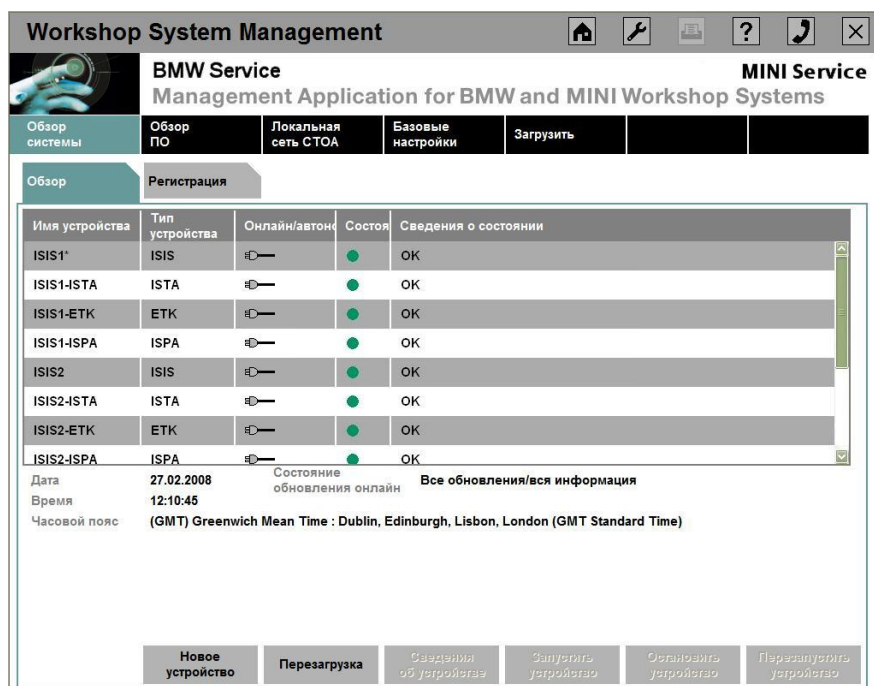 Workshop System Management
?
BMW Service
MINI Service
Management Application for BMW and MINI Workshop Systems
Обзор системы
Обзор ПО
Локальная сеть СТОА
Базовые настройки
Загрузить
Обзор
Регистрация
Имя устройства Тип устройства Онлайн/автоно Состоя Сведения о состоянии
ISIS1* ISIS OK
ISIS1-ISTA ISTA OK
ISIS1-ETK ETK OK
ISIS1-ISPA ISPA OK
ISIS2 ISIS OK
ISIS2-ISTA ISTA OK
ISIS2-ETK ETK OK
ISIS2-ISPA ISPA OK
Дата 27.02.2008 Состояние обновления онлайн Все обновления/вся информация
Время 12:10:45
Часовой пояс (GMT) Greenwich Mean Time : Dublin, Edinburgh, Lisbon, London (GMT Standard Time)
Новое устройство
Перезагрузка
Сведения об устройстве
Запустить устройство
Остановить устройство
Перезапустить устройство